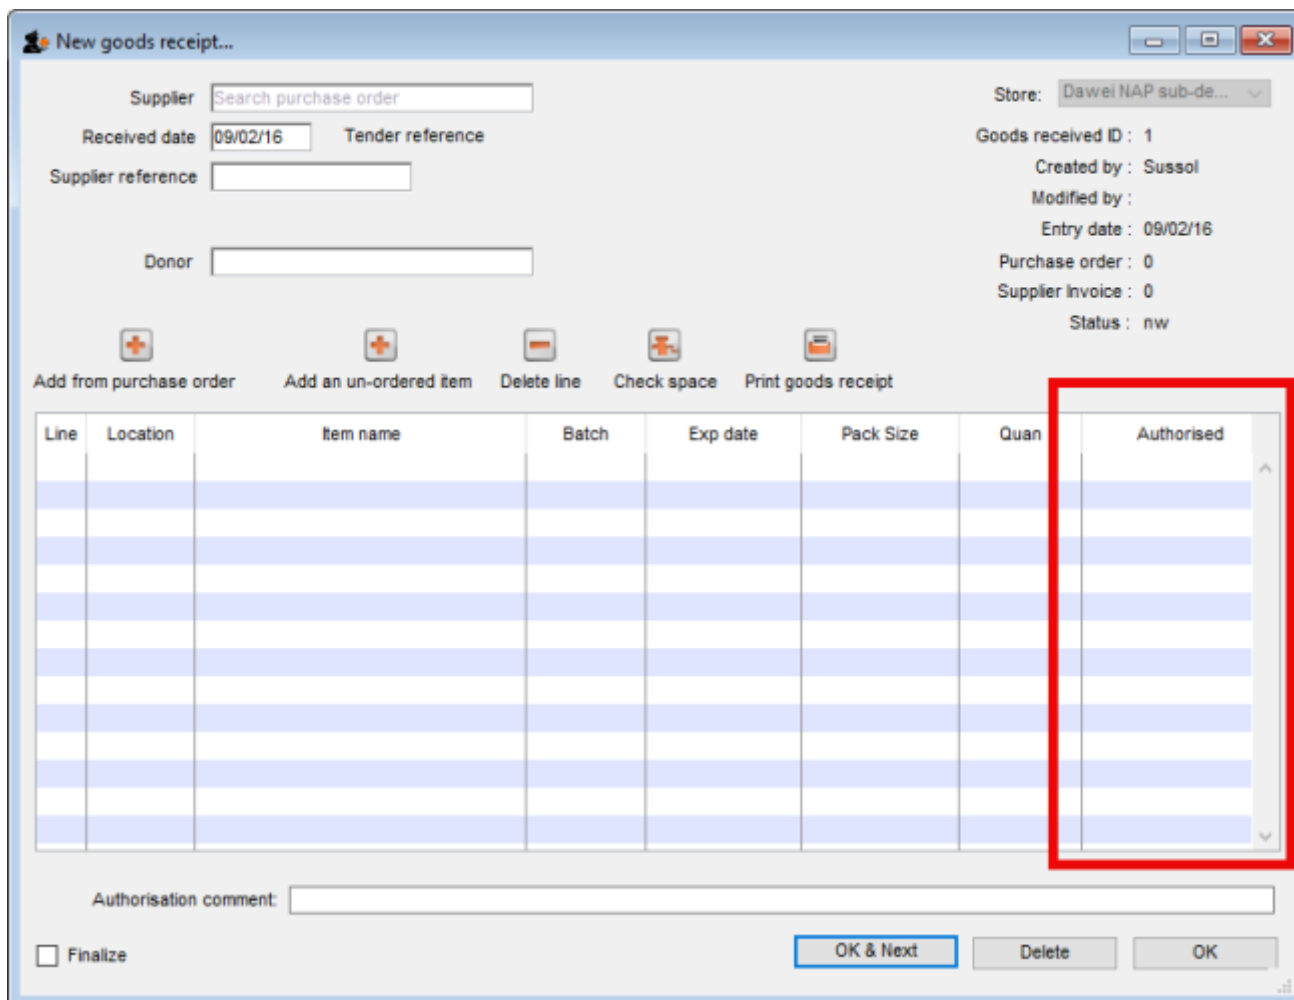 New goods receipt...
Supplier Search purchase order Store: Dawei NAP sub-de...
Received date 09/02/16 Tender reference Goods received ID : 1
Supplier reference Created by : Sussol
Modified by :
Entry date : 09/02/16
Donor Purchase order : 0
Supplier Invoice : 0
Status : nw
Add from purchase order Add an un-ordered item Delete line Check space Print goods receipt
Line Location Item name Batch Exp date Pack Size Quan Authorised
Authorisation comment:
Finalize OK & Next Delete OK